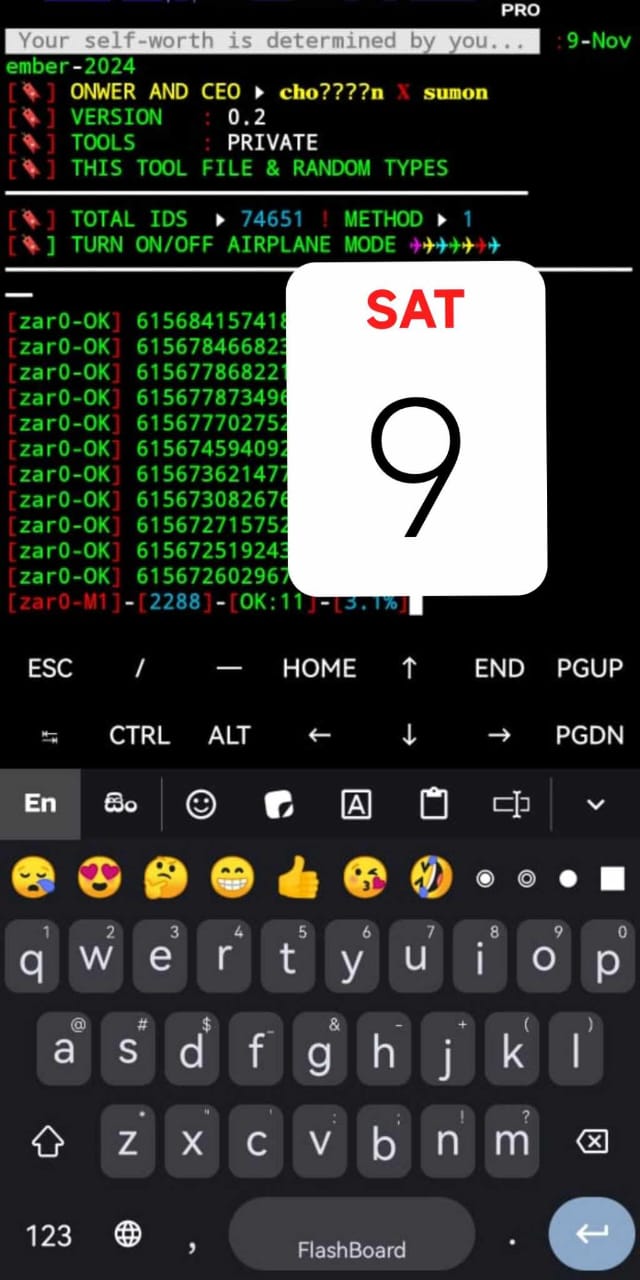 PRO
Your self-worth is determined by you... :9-Nov
ember-2024
[🔖] ONWER AND CEO ▸ cho????n X sumon
[🔖] VERSION : 0.2
[🔖] TOOLS : PRIVATE
[🔖] THIS TOOL FILE & RANDOM TYPES
[🔖] TOTAL IDS ▸ 74651 ! METHOD ▸ 1
[🔖] TURN ON/OFF AIRPLANE MODE ✈✈✈✈✈✈✈
SAT
9
[zar0-OK] 615684157418
[zar0-OK] 615678466823
[zar0-OK] 615677868221
[zar0-OK] 615677873496
[zar0-OK] 615677702752
[zar0-OK] 615674594092
[zar0-OK] 615673621477
[zar0-OK] 615673082676
[zar0-OK] 615672715752
[zar0-OK] 615672519243
[zar0-OK] 615672602967
[zar0-M1]-[2288]-[OK:11]-[3.1%]
ESC / — HOME ↑ END PGUP
↹ CTRL ALT ← ↓ → PGDN
En
1 2 3 4 5 6 7 8 9 0
q w e r t y u i o p
@ # $ _ & - + ( )
a s d f g h j k l
* " ' : ; ! ?
z x c v b n m
123 , FlashBoard .